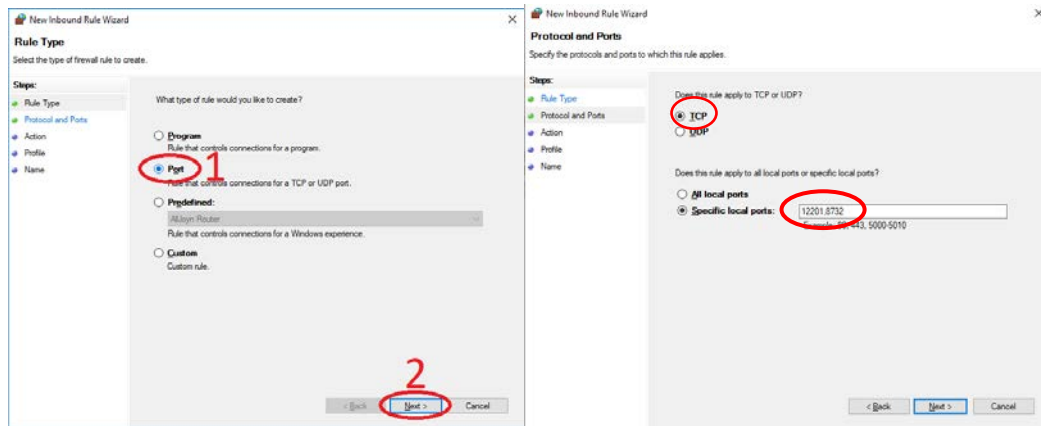 New Inbound Rule Wizard
Rule Type
Select the type of firewall rule to create.
Steps:
Rule Type
Protocol and Ports
Action
Profile
Name
What type of rule would you like to create?
Program
Rule that controls connections for a program.
Port
1
Rule that controls connections for a TCP or UDP port.
Predefined:
AllJoyn Router
Rule that controls connections for a Windows experience.
Custom
Custom rule.
2
< Back
Next >
Cancel
New Inbound Rule Wizard
Protocol and Ports
Specify the protocols and ports to which this rule applies.
Steps:
Rule Type
Protocol and Ports
Action
Profile
Name
Does this rule apply to TCP or UDP?
TCP
UDP
Does this rule apply to all local ports or specific local ports?
All local ports
Specific local ports:
12201,8732
Example: 80, 443, 5000-5010
< Back
Next >
Cancel